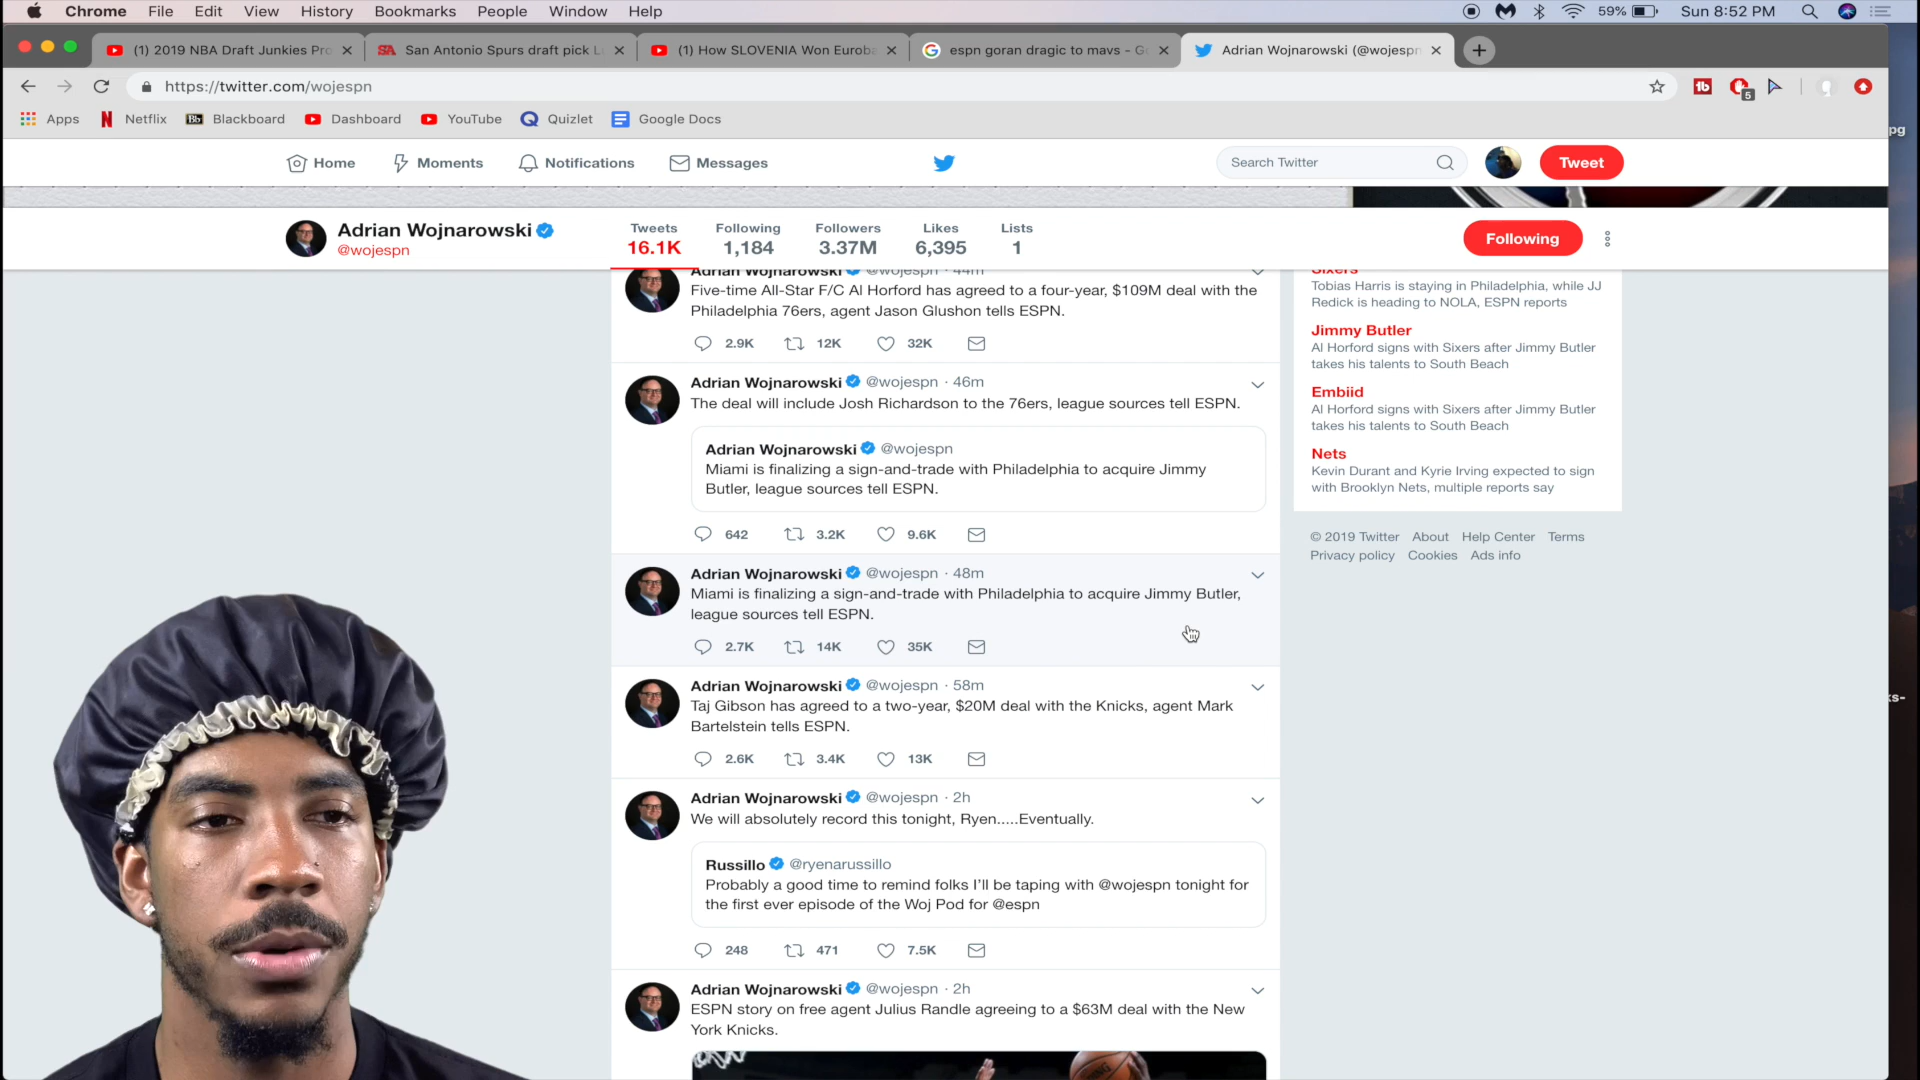 Chrome File Edit View History Bookmarks People Window Help
59% Sun 8:52 PM
(1) 2019 NBA Draft Junkies Pro
San Antonio Spurs draft pick L
(1) How SLOVENIA Won Eurob
espn goran dragic to mavs - G
Adrian Wojnarowski (@wojespn
https://twitter.com/wojespn
5
Apps Netflix Bb Blackboard Dashboard YouTube Quizlet Google Docs
pg
Home Moments Notifications Messages
Search Twitter
Tweet
Adrian Wojnarowski
@wojespn
Tweets Following Followers Likes Lists
16.1K 1,184 3.37M 6,395 1
Following
Adrian Wojnarowski @wojespn · 44m
Five-time All-Star F/C Al Horford has agreed to a four-year, $109M deal with the
Philadelphia 76ers, agent Jason Glushon tells ESPN.
2.9K 12K 32K
Adrian Wojnarowski @wojespn · 46m
The deal will include Josh Richardson to the 76ers, league sources tell ESPN.
Adrian Wojnarowski @wojespn
Miami is finalizing a sign-and-trade with Philadelphia to acquire Jimmy
Butler, league sources tell ESPN.
642 3.2K 9.6K
Adrian Wojnarowski @wojespn · 48m
Miami is finalizing a sign-and-trade with Philadelphia to acquire Jimmy Butler,
league sources tell ESPN.
2.7K 14K 35K
Adrian Wojnarowski @wojespn · 58m
Taj Gibson has agreed to a two-year, $20M deal with the Knicks, agent Mark
Bartelstein tells ESPN.
2.6K 3.4K 13K
Adrian Wojnarowski @wojespn · 2h
We will absolutely record this tonight, Ryen.....Eventually.
Russillo @ryenarussillo
Probably a good time to remind folks I'll be taping with @wojespn tonight for
the first ever episode of the Woj Pod for @espn
248 471 7.5K
Adrian Wojnarowski @wojespn · 2h
ESPN story on free agent Julius Randle agreeing to a $63M deal with the New
York Knicks.
Sixers
Tobias Harris is staying in Philadelphia, while JJ
Redick is heading to NOLA, ESPN reports
Jimmy Butler
Al Horford signs with Sixers after Jimmy Butler
takes his talents to South Beach
Embiid
Al Horford signs with Sixers after Jimmy Butler
takes his talents to South Beach
Nets
Kevin Durant and Kyrie Irving expected to sign
with Brooklyn Nets, multiple reports say
© 2019 Twitter About Help Center Terms
Privacy policy Cookies Ads info